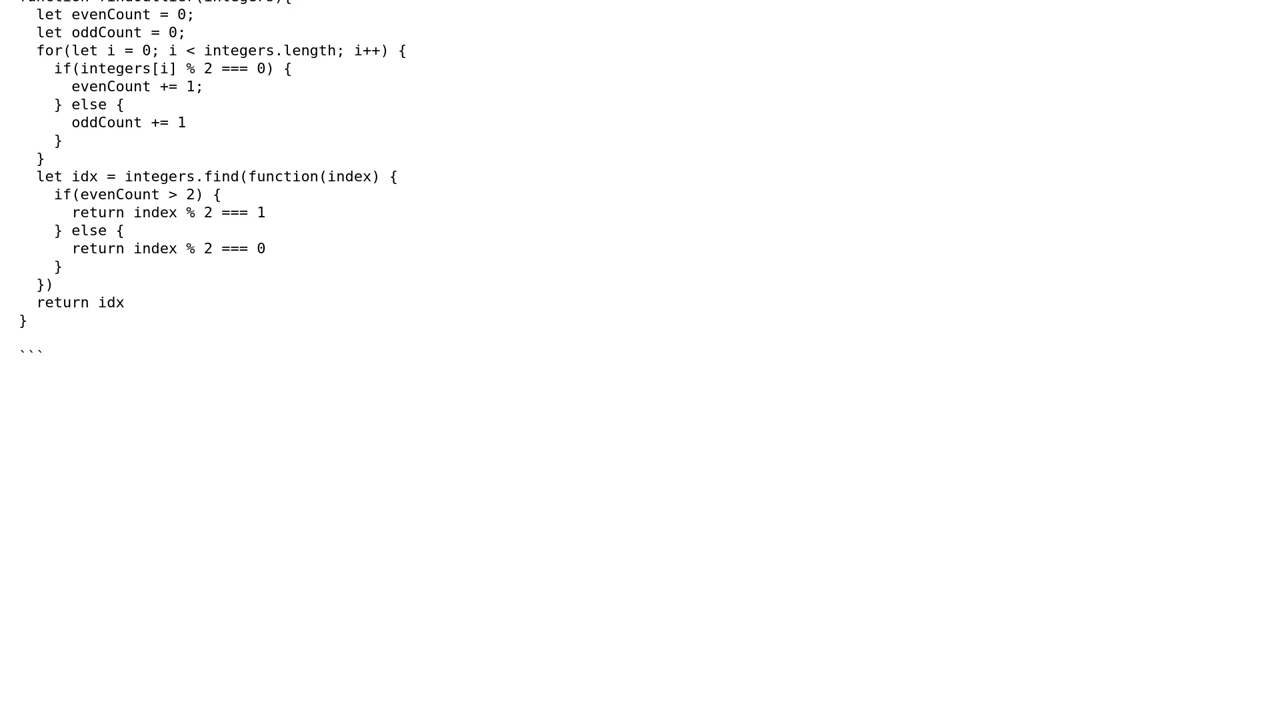 let evenCount = 0;
  let oddCount = 0;
  for(let i = 0; i < integers.length; i++) {
    if(integers[i] % 2 === 0) {
      evenCount += 1;
    } else {
      oddCount += 1
    }
  }
  let idx = integers.find(function(index) {
    if(evenCount > 2) {
      return index % 2 === 1
    } else {
      return index % 2 === 0
    }
  })
  return idx
}

```